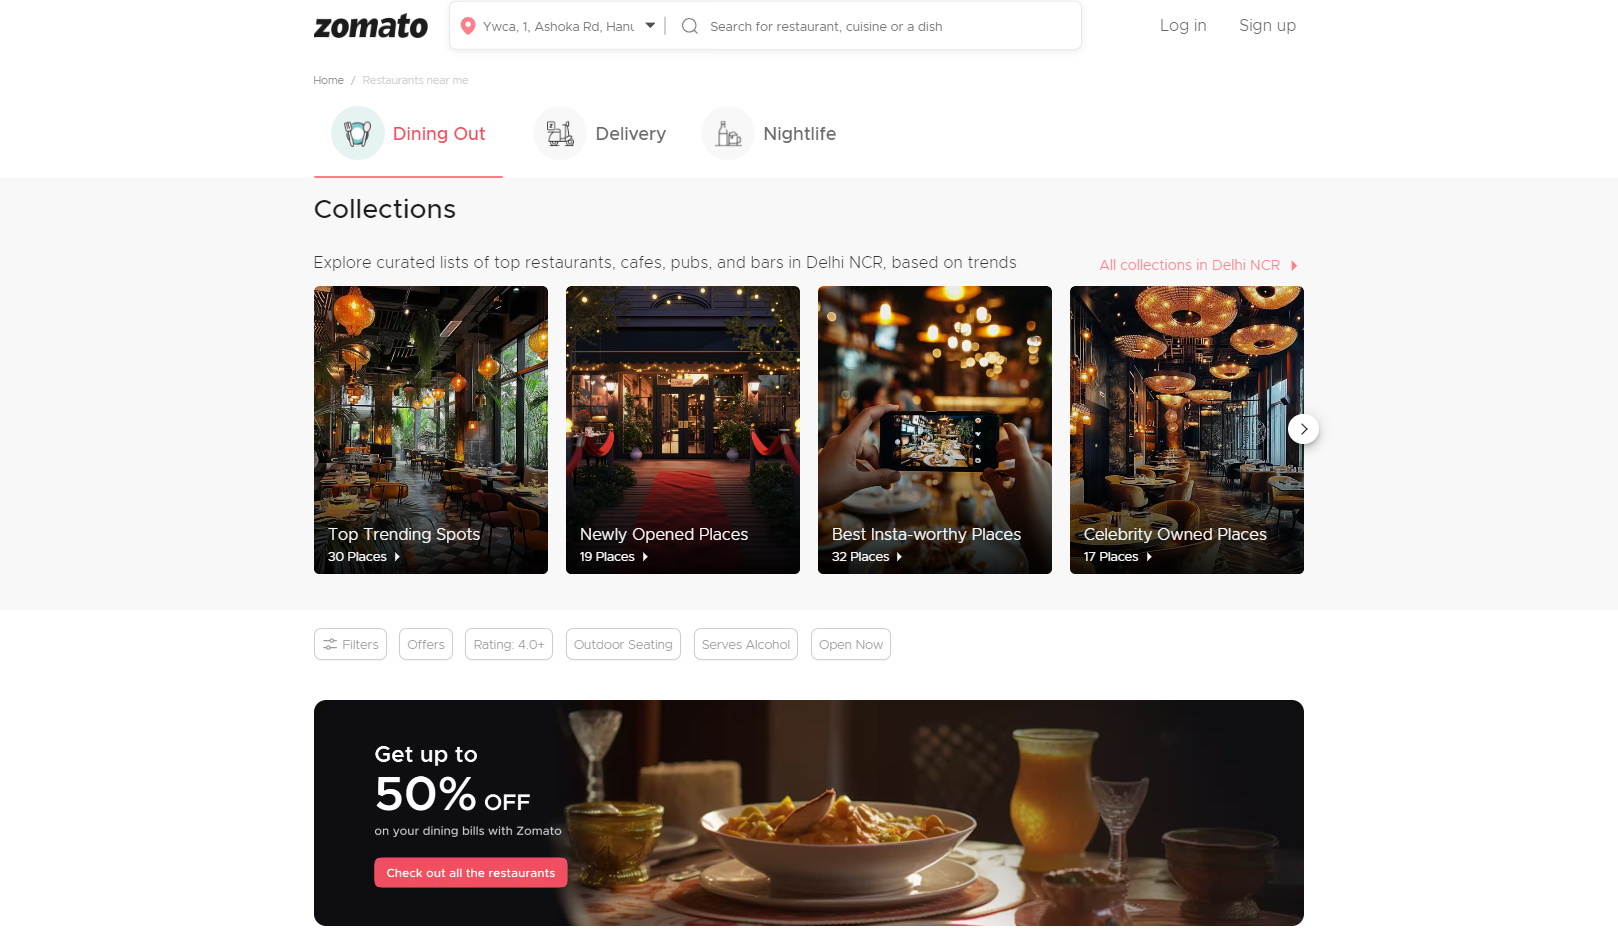 zomato
Ywca, 1, Ashoka Rd, Hanu
Search for restaurant, cuisine or a dish
Log in
Sign up
Home / Restaurants near me
Dining Out
Delivery
Nightlife
Collections
Explore curated lists of top restaurants, cafes, pubs, and bars in Delhi NCR, based on trends
All collections in Delhi NCR
Top Trending Spots
30 Places
Newly Opened Places
19 Places
Best Insta-worthy Places
32 Places
Celebrity Owned Places
17 Places
Filters
Offers
Rating: 4.0+
Outdoor Seating
Serves Alcohol
Open Now
Get up to
50% OFF
on your dining bills with Zomato
Check out all the restaurants